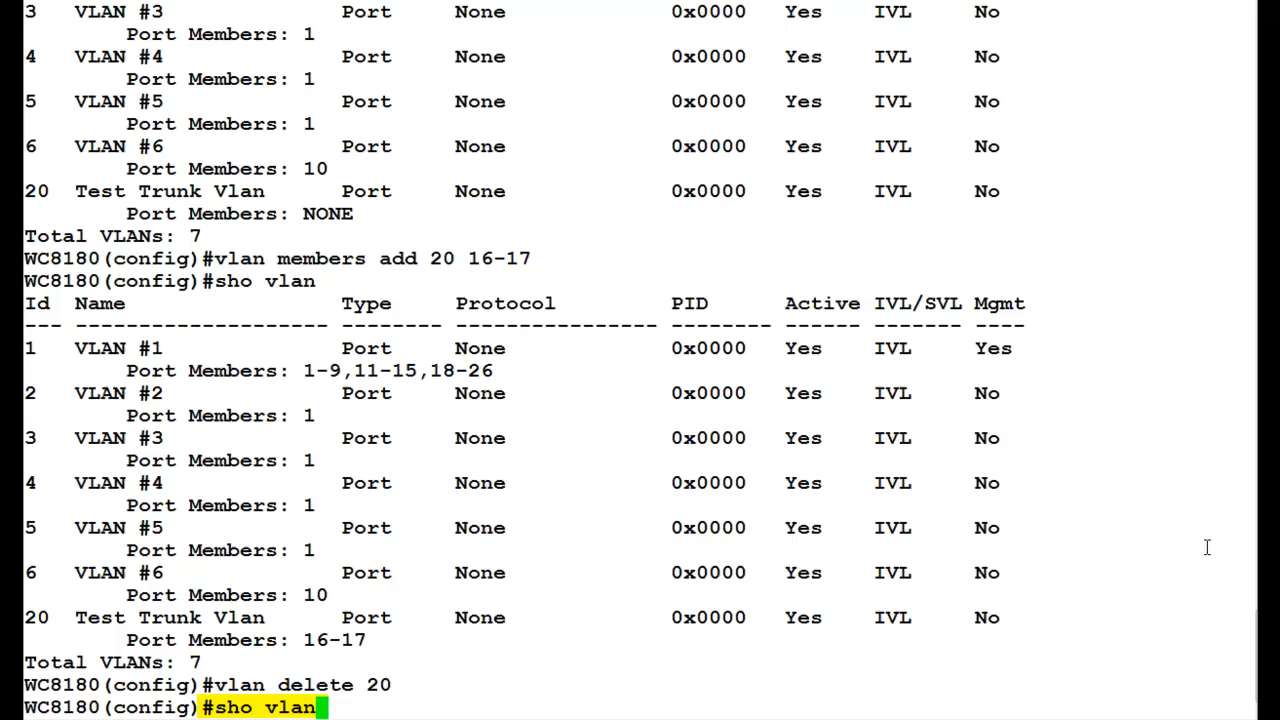 3 VLAN #3 Port None 0x0000 Yes IVL No
Port Members: 1
4 VLAN #4 Port None 0x0000 Yes IVL No
Port Members: 1
5 VLAN #5 Port None 0x0000 Yes IVL No
Port Members: 1
6 VLAN #6 Port None 0x0000 Yes IVL No
Port Members: 10
20 Test Trunk Vlan Port None 0x0000 Yes IVL No
Port Members: NONE
Total VLANs: 7
WC8180(config)#vlan members add 20 16-17
WC8180(config)#sho vlan
Id Name Type Protocol PID Active IVL/SVL Mgmt
--- -------------------- -------- ---------------- -------- ------ ------- ----
1 VLAN #1 Port None 0x0000 Yes IVL Yes
Port Members: 1-9,11-15,18-26
2 VLAN #2 Port None 0x0000 Yes IVL No
Port Members: 1
3 VLAN #3 Port None 0x0000 Yes IVL No
Port Members: 1
4 VLAN #4 Port None 0x0000 Yes IVL No
Port Members: 1
5 VLAN #5 Port None 0x0000 Yes IVL No
Port Members: 1
6 VLAN #6 Port None 0x0000 Yes IVL No
Port Members: 10
20 Test Trunk Vlan Port None 0x0000 Yes IVL No
Port Members: 16-17
Total VLANs: 7
WC8180(config)#vlan delete 20
WC8180(config)#sho vlan